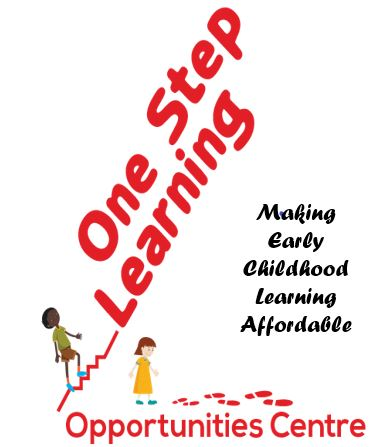 One Step
Learning
Making
Early
Childhood
Learning
Affordable
Opportunities Centre